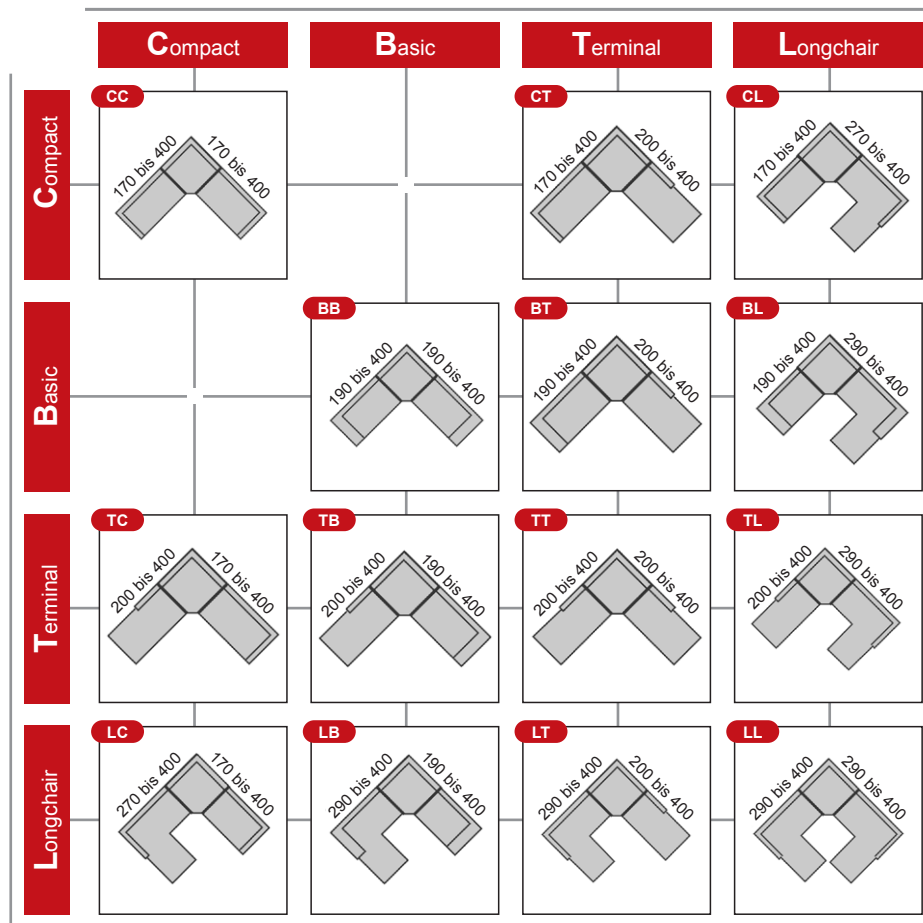 Compact
Basic
Terminal
Longchair
Compact
CC
170 bis 400
170 bis 400
CT
170 bis 400
200 bis 400
CL
170 bis 400
270 bis 400
Basic
BB
190 bis 400
190 bis 400
BT
190 bis 400
200 bis 400
BL
190 bis 400
290 bis 400
Terminal
TC
200 bis 400
170 bis 400
TB
200 bis 400
190 bis 400
TT
200 bis 400
200 bis 400
TL
200 bis 400
290 bis 400
Longchair
LC
270 bis 400
170 bis 400
LB
290 bis 400
190 bis 400
LT
290 bis 400
200 bis 400
LL
290 bis 400
290 bis 400